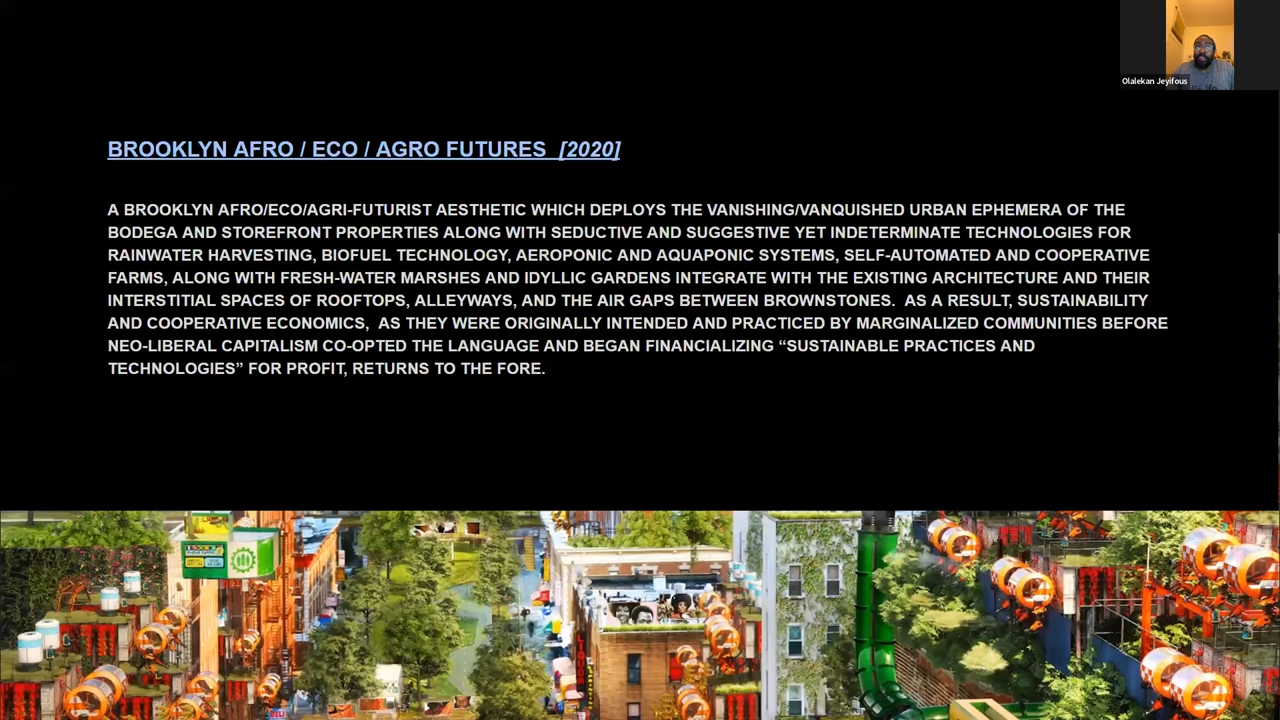 Olalekan Jeyifous
BROOKLYN AFRO / ECO / AGRO FUTURES [2020]
A BROOKLYN AFRO/ECO/AGRI-FUTURIST AESTHETIC WHICH DEPLOYS THE VANISHING/VANQUISHED URBAN EPHEMERA OF THE
BODEGA AND STOREFRONT PROPERTIES ALONG WITH SEDUCTIVE AND SUGGESTIVE YET INDETERMINATE TECHNOLOGIES FOR
RAINWATER HARVESTING, BIOFUEL TECHNOLOGY, AEROPONIC AND AQUAPONIC SYSTEMS, SELF-AUTOMATED AND COOPERATIVE
FARMS, ALONG WITH FRESH-WATER MARSHES AND IDYLLIC GARDENS INTEGRATE WITH THE EXISTING ARCHITECTURE AND THEIR
INTERSTITIAL SPACES OF ROOFTOPS, ALLEYWAYS, AND THE AIR GAPS BETWEEN BROWNSTONES. AS A RESULT, SUSTAINABILITY
AND COOPERATIVE ECONOMICS, AS THEY WERE ORIGINALLY INTENDED AND PRACTICED BY MARGINALIZED COMMUNITIES BEFORE
NEO-LIBERAL CAPITALISM CO-OPTED THE LANGUAGE AND BEGAN FINANCIALIZING “SUSTAINABLE PRACTICES AND
TECHNOLOGIES” FOR PROFIT, RETURNS TO THE FORE.